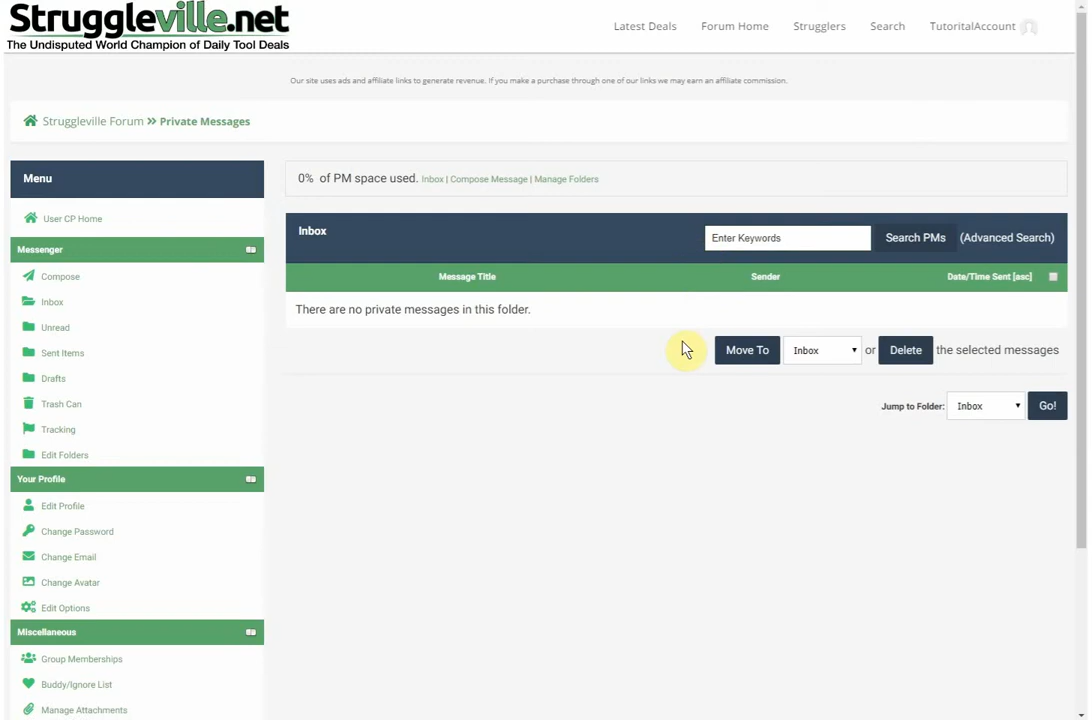 Struggleville.net
The Undisputed World Champion of Daily Tool Deals
Latest Deals
Forum Home
Strugglers
Search
TutoritalAccount
Our site uses ads and affiliate links to generate revenue. If you make a purchase through one of our links we may earn an affiliate commission.
Struggleville Forum >> Private Messages
Menu
User CP Home
Messenger
Compose
Inbox
Unread
Sent Items
Drafts
Trash Can
Tracking
Edit Folders
Your Profile
Edit Profile
Change Password
Change Email
Change Avatar
Edit Options
Miscellaneous
Group Memberships
Buddy/Ignore List
Manage Attachments
0% of PM space used. Inbox | Compose Message | Manage Folders
Inbox
Enter Keywords
Search PMs
(Advanced Search)
Message Title
Sender
Date/Time Sent [asc]
There are no private messages in this folder.
Move To
Inbox
or
Delete
the selected messages
Jump to Folder:
Inbox
Go!